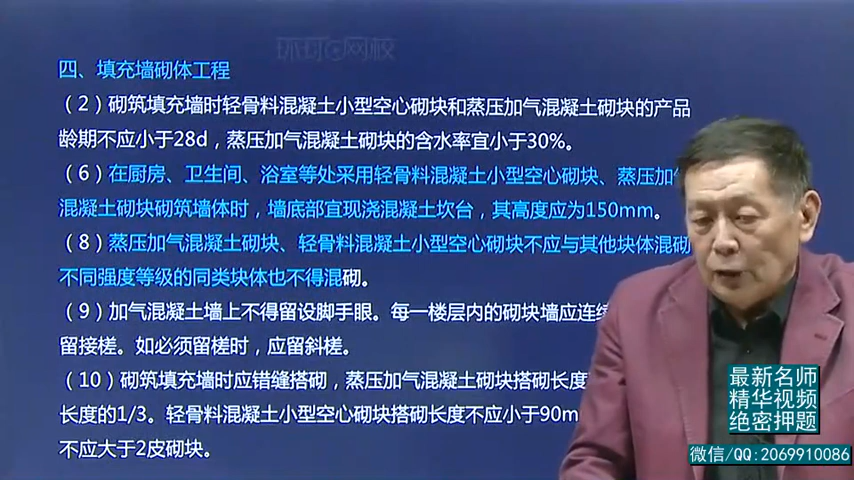 环球网校
四、填充墙砌体工程
（2）砌筑填充墙时轻骨料混凝土小型空心砌块和蒸压加气混凝土砌块的产品
龄期不应小于28d，蒸压加气混凝土砌块的含水率宜小于30%。
（6）在厨房、卫生间、浴室等处采用轻骨料混凝土小型空心砌块、蒸压加气
混凝土砌块砌筑墙体时，墙底部宜现浇混凝土坎台，其高度应为150mm。
（8）蒸压加气混凝土砌块、轻骨料混凝土小型空心砌块不应与其他块体混砌
不同强度等级的同类块体也不得混砌。
（9）加气混凝土墙上不得留设脚手眼。每一楼层内的砌块墙应连续
留接槎。如必须留槎时，应留斜槎。
（10）砌筑填充墙时应错缝搭砌，蒸压加气混凝土砌块搭砌长度
长度的1/3。轻骨料混凝土小型空心砌块搭砌长度不应小于90m
不应大于2皮砌块。
最新名师
精华视频
绝密押题
微信/QQ:2069910086